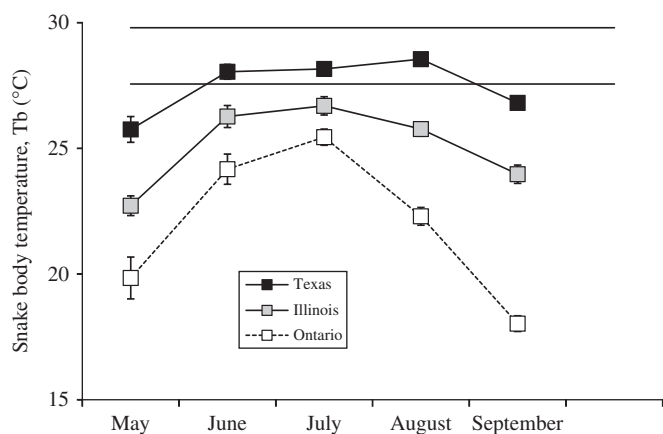 Snake body temperature, Tb (°C)
30
25
20
15
Texas
Illinois
Ontario
May June July August September